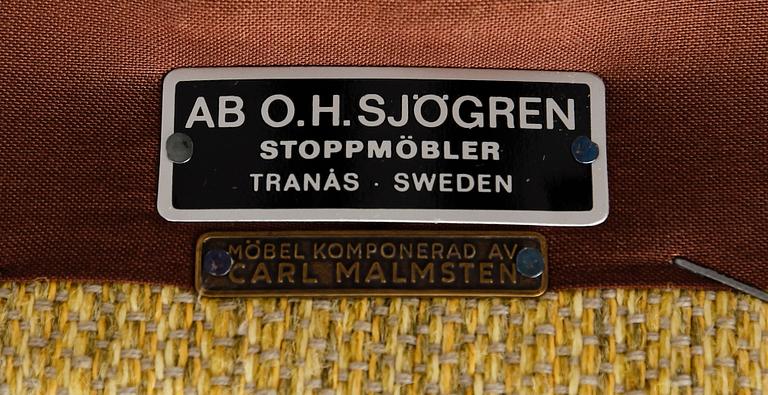 AB O.H.SJÖGREN
STOPPMÖBLER
TRANÅS · SWEDEN
MÖBEL KOMPONERAD AV
CARL MALMSTEN